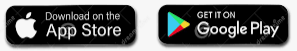 Download on the
App Store
GET IT ON
Google Play